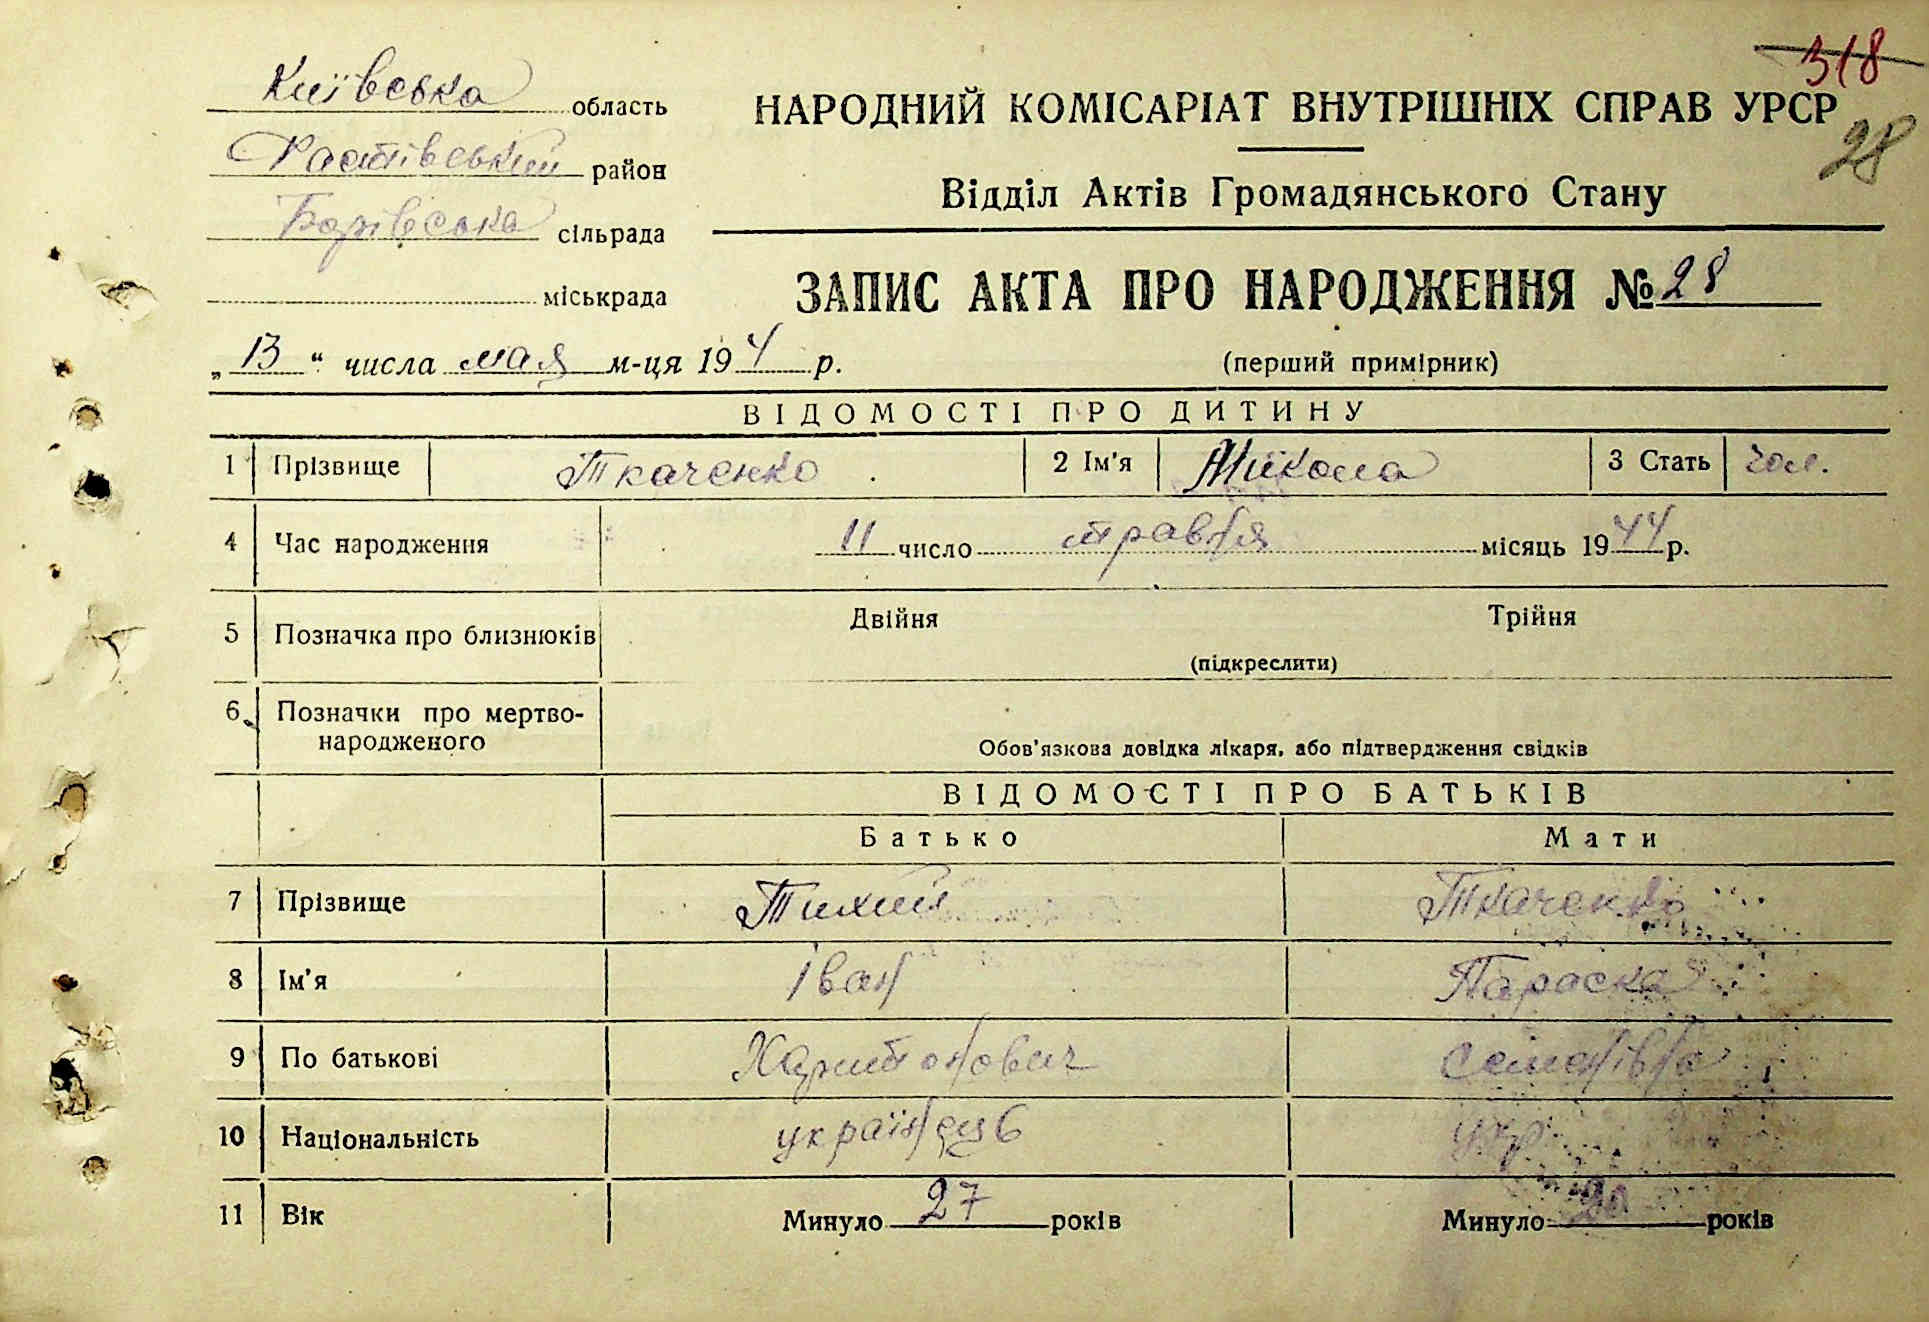 318
Київська область
НАРОДНИЙ КОМІСАРІАТ ВНУТРІШНІХ СПРАВ УРСР
28
Фастівський район
Відділ Актів Громадянського Стану
Борівська сільрада
міськрада
ЗАПИС АКТА ПРО НАРОДЖЕННЯ № 28
„13“ числа мая м-ця 194 р.
(перший примірник)
ВІДОМОСТІ ПРО ДИТИНУ
1 Прізвище Ткаченко 2 Ім'я Микола 3 Стать чол.
4 Час народження 11 число травня місяць 1944 р.
5 Позначка про близнюків Двійня Трійня
(підкреслити)
6 Позначки про мертво-
народженого
Обов'язкова довідка лікаря, або підтвердження свідків
ВІДОМОСТІ ПРО БАТЬКІВ
Батько Мати
7 Прізвище Тихий Ткаченко
8 Ім'я Іван Параска
9 По батькові Харитонович Семенівна
10 Національність українець укр
11 Вік Минуло 27 років Минуло років